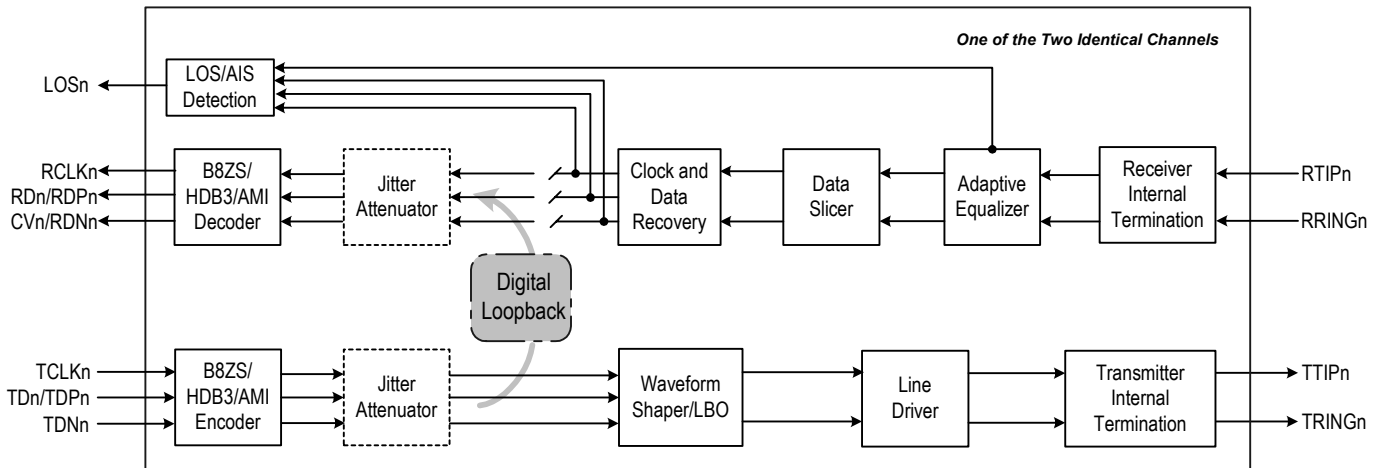 One of the Two Identical Channels
LOSn
LOS/AIS
Detection
RCLKn
RDn/RDPn
CVn/RDNn
B8ZS/
HDB3/AMI
Decoder
Jitter
Attenuator
Clock and
Data
Recovery
Data
Slicer
Adaptive
Equalizer
Receiver
Internal
Termination
RTIPn
RRINGn
Digital
Loopback
TCLKn
TDn/TDPn
TDNn
B8ZS/
HDB3/AMI
Encoder
Jitter
Attenuator
Waveform
Shaper/LBO
Line
Driver
Transmitter
Internal
Termination
TTIPn
TRINGn